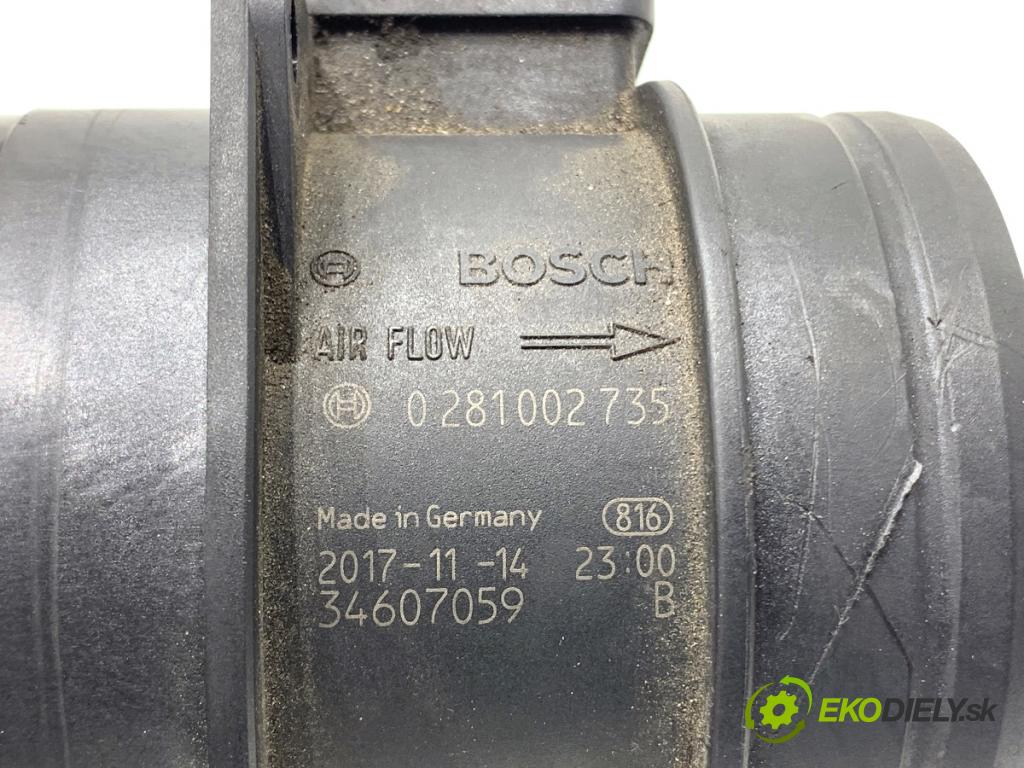 BOSCH
AIR FLOW
0 281 002 735
Made in Germany 816
2017-11-14 23:00
34607059 B
EKODIELY.sk